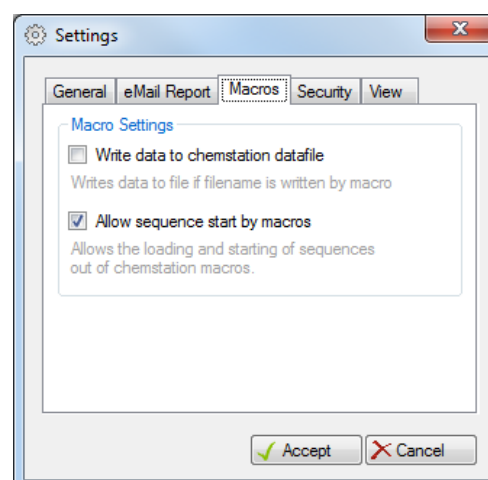 Settings
General eMail Report Macros Security View
Macro Settings
Write data to chemstation datafile
Writes data to file if filename is written by macro
Allow sequence start by macros
Allows the loading and starting of sequences
out of chemstation macros.
Accept Cancel